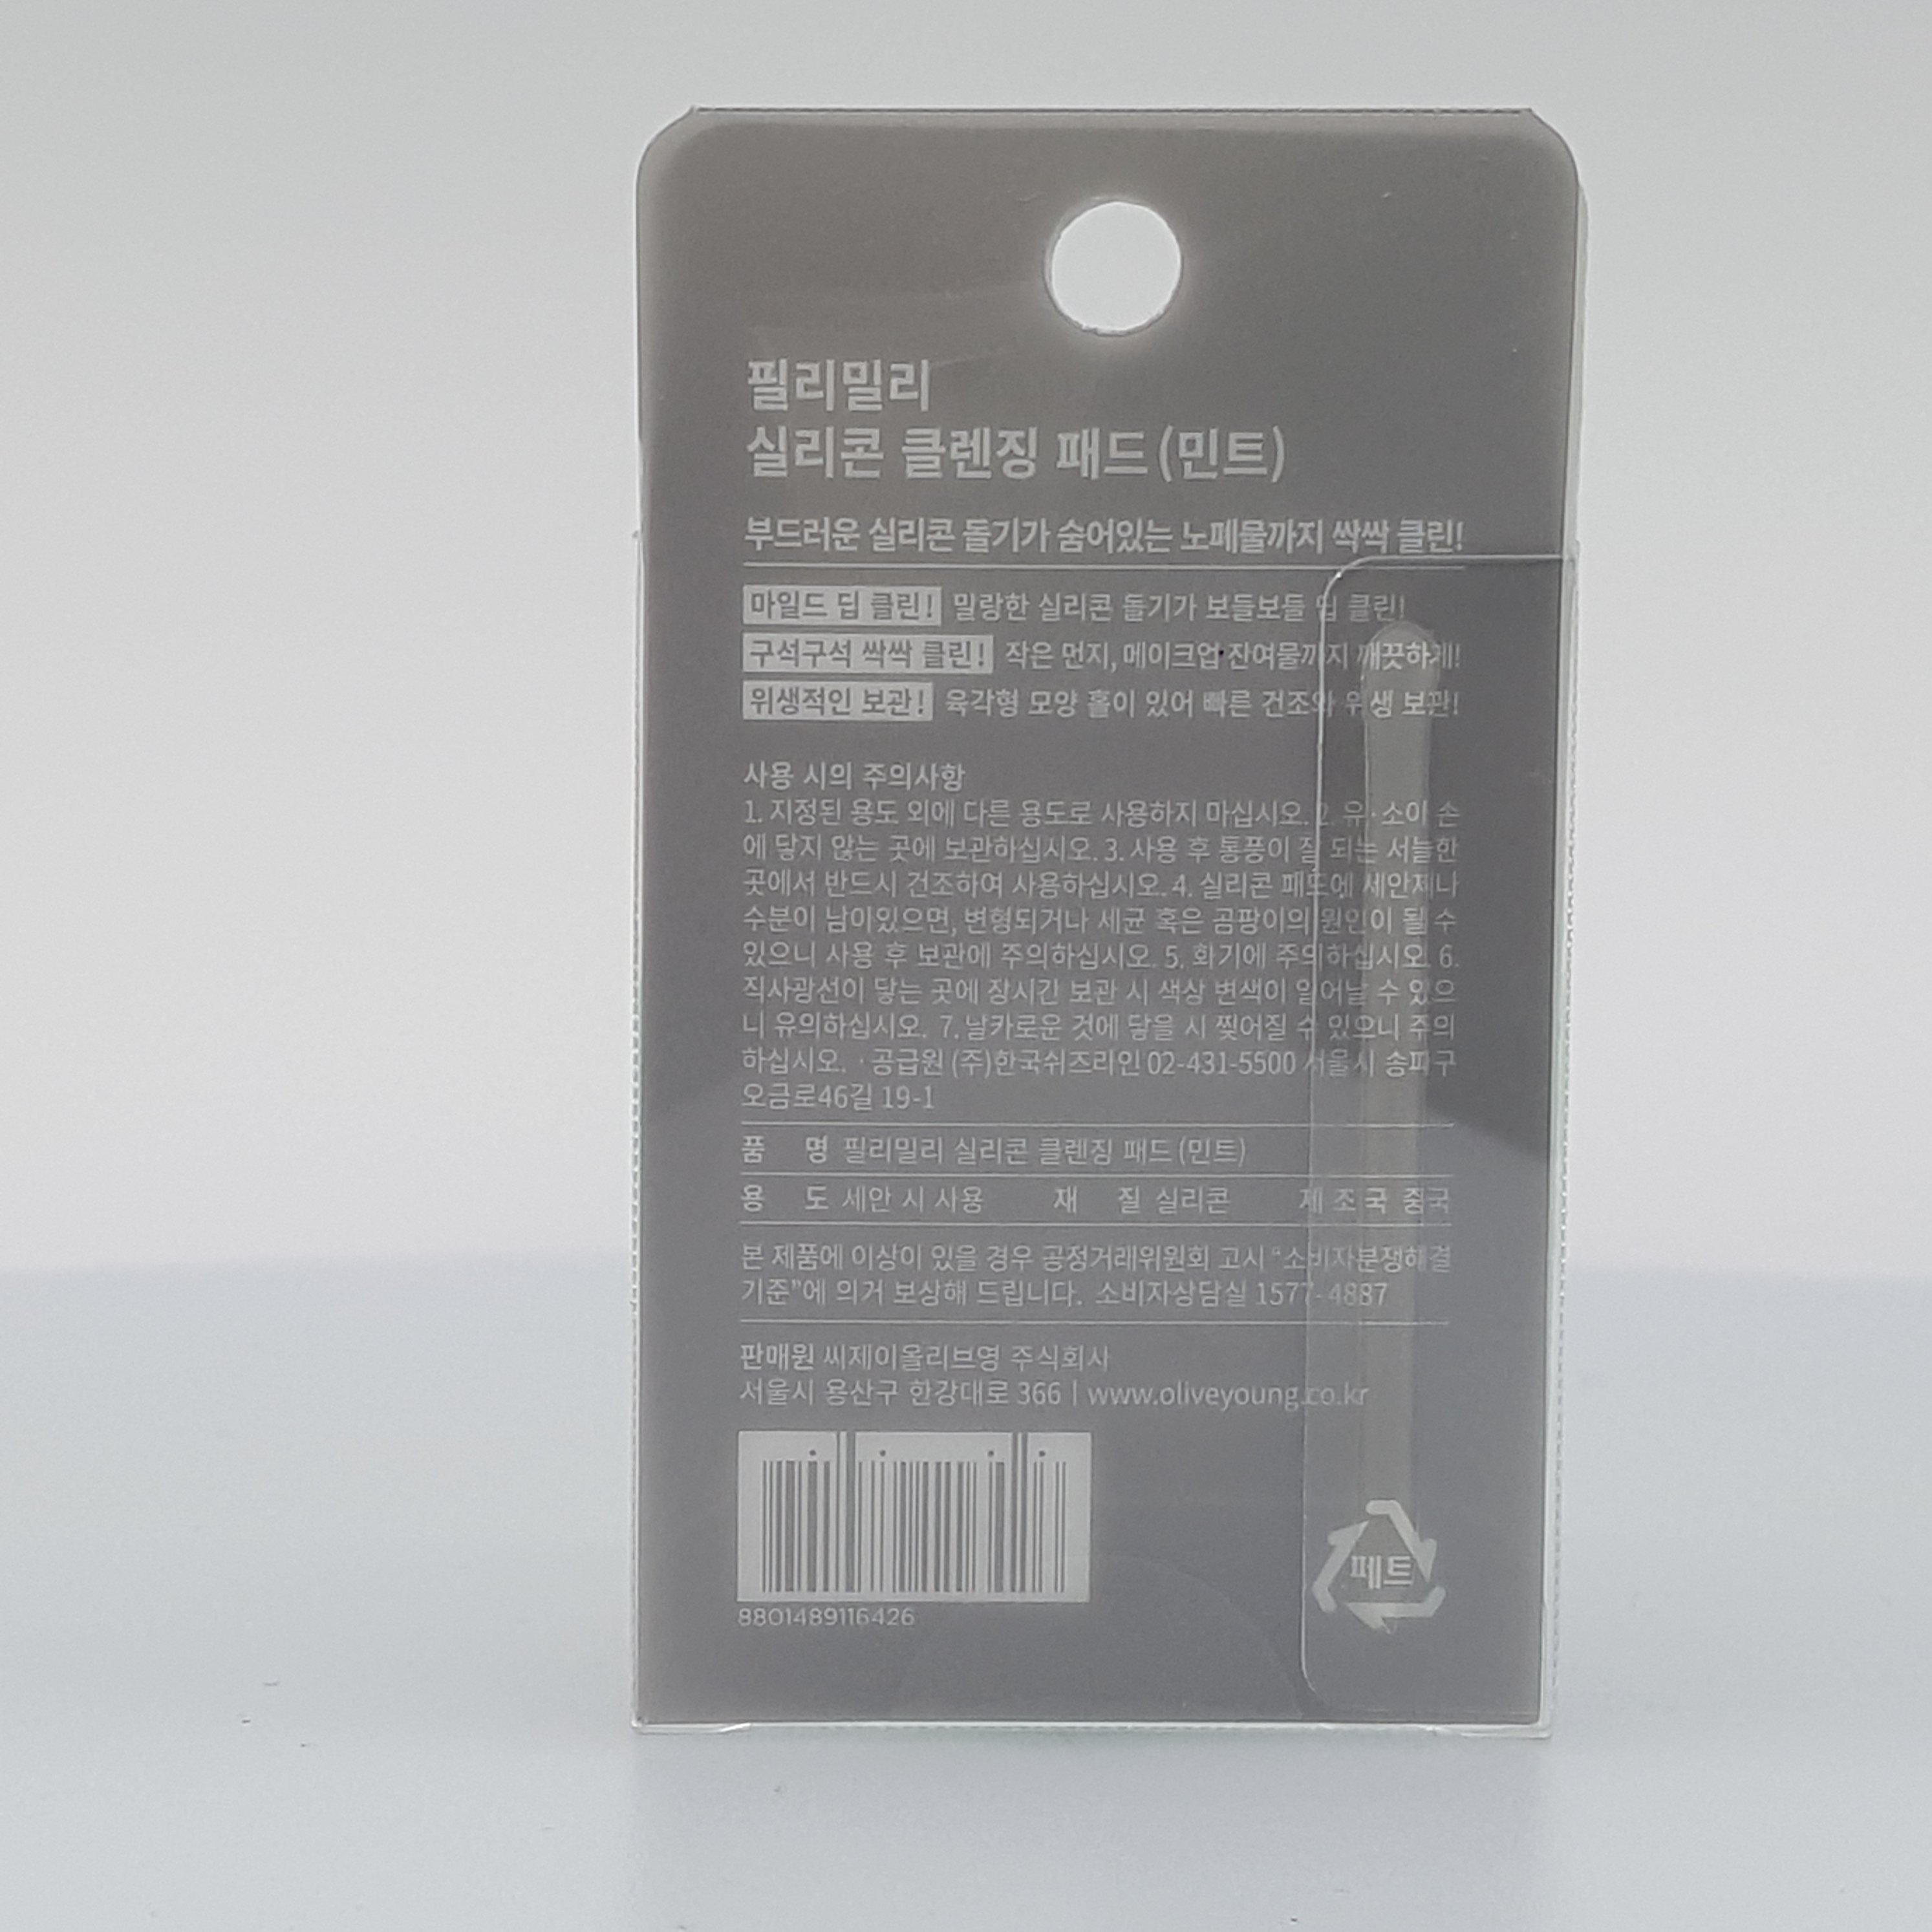 필리밀리
실리콘 클렌징 패드(민트)
부드러운 실리콘 돌기가 숨어있는 노폐물까지 싹싹 클린!
마일드 딥 클린! 말랑한 실리콘 돌기가 보들보들 딥 클린!
구석구석 싹싹 클린! 작은 먼지, 메이크업 잔여물까지 깨끗하게!
위생적인 보관! 육각형 모양 홀이 있어 빠른 건조와 위생 보관!
사용 시의 주의사항
1. 지정된 용도 외에 다른 용도로 사용하지 마십시오. 2. 유·소아 손
에 닿지 않는 곳에 보관하십시오. 3. 사용 후 통풍이 잘 되는 서늘한
곳에서 반드시 건조하여 사용하십시오. 4. 실리콘 패드에 세안제나
수분이 남아있으면, 변형되거나 세균 혹은 곰팡이의 원인이 될 수
있으니 사용 후 보관에 주의하십시오. 5. 화기에 주의하십시오. 6.
직사광선이 닿는 곳에 장시간 보관 시 색상 변색이 일어날 수 있으
니 유의하십시오. 7. 날카로운 것에 닿을 시 찢어질 수 있으니 주의
하십시오. ·공급원 (주)한국쉬즈리인 02-431-5500 서울시 송파구
오금로46길 19-1
품 명 필리밀리 실리콘 클렌징 패드(민트)
용 도 세안 시 사용 재 질 실리콘 제조국 중국
본 제품에 이상이 있을 경우 공정거래위원회 고시 "소비자분쟁해결
기준"에 의거 보상해 드립니다. 소비자상담실 1577-4887
판매원 씨제이올리브영 주식회사
서울시 용산구 한강대로 366 | www.oliveyoung.co.kr
8801489116426
페트